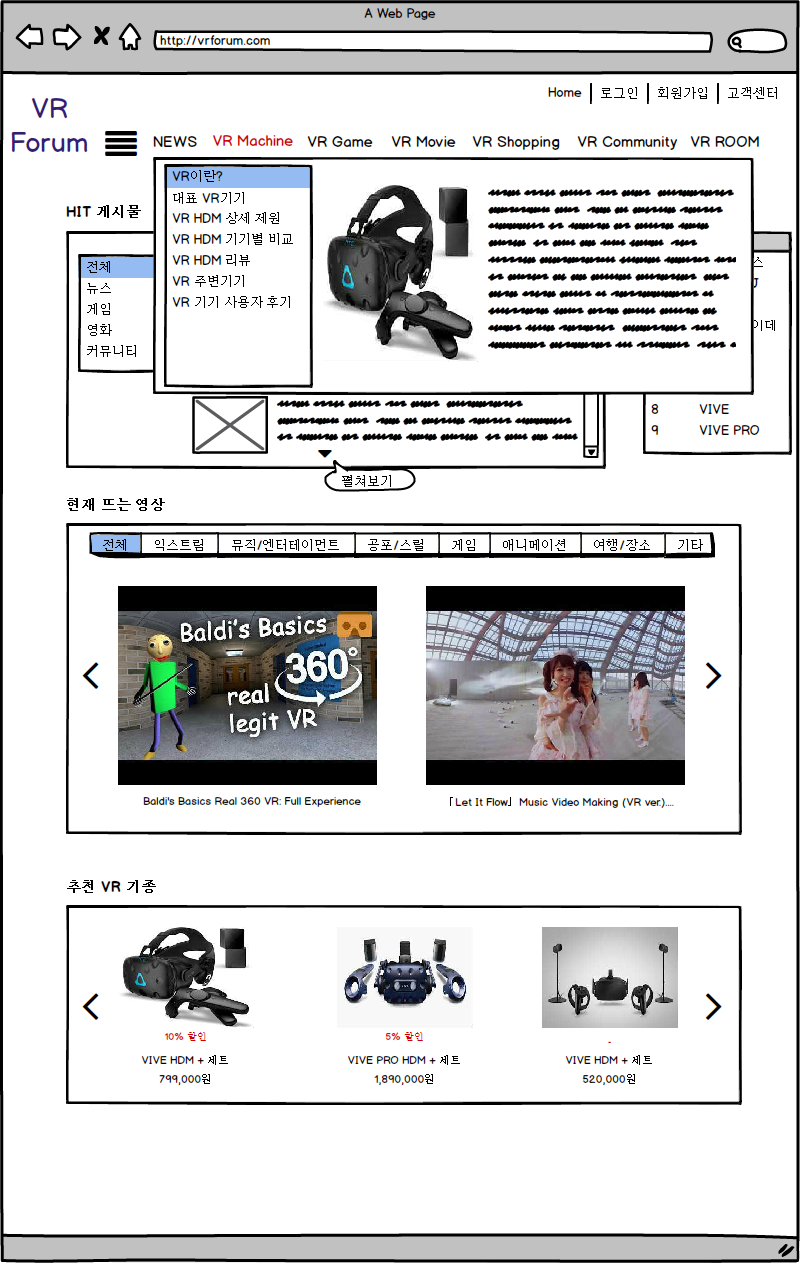 A Web Page
http://vrforum.com
Home 로그인 회원가입 고객센터
VR
Forum
NEWS VR Machine VR Game VR Movie VR Shopping VR Community VR ROOM
VR이란?
대표 VR기기
VR HDM 상세 제원
VR HDM 기기별 비교
VR HDM 리뷰
VR 주변기기
VR 기기 사용자 후기
HIT 게시물
전체
뉴스
게임
영화
커뮤니티
스
이데
8 VIVE
9 VIVE PRO
펼쳐보기
현재 뜨는 영상
전체 익스트림 뮤직/엔터테이먼트 공포/스릴 게임 애니메이션 여행/장소 기타
Baldi's Basics
360°
real
legit VR
Baldi's Basics Real 360 VR: Full Experience
「Let It Flow」 Music Video Making (VR ver.)....
추천 VR 기종
10% 할인
5% 할인
-
VIVE HDM + 세트
VIVE PRO HDM + 세트
VIVE HDM + 세트
799,000원
1,890,000원
520,000원